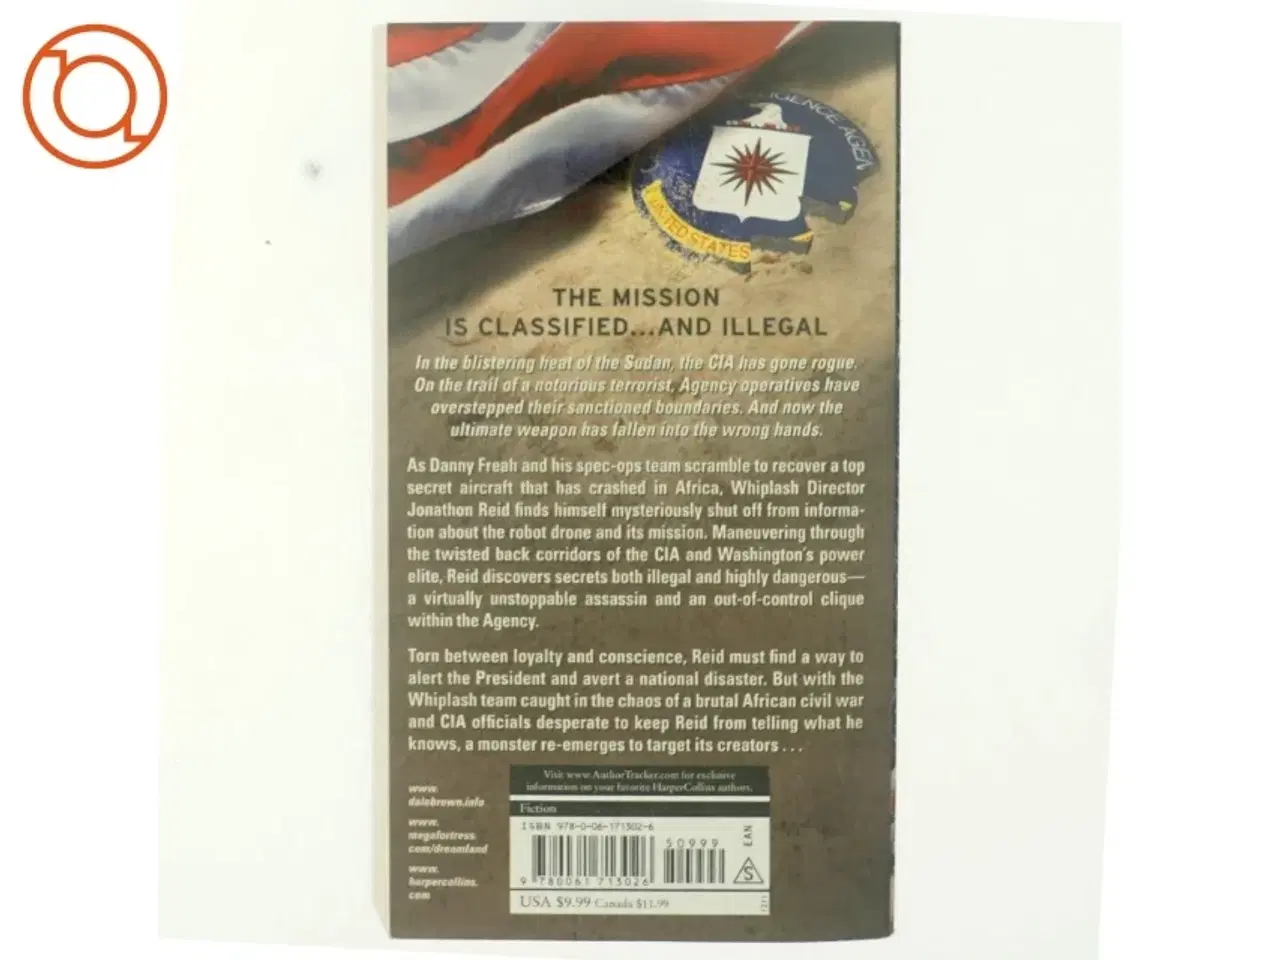 IGENCE AGEN
UNITED STATES
THE MISSION
IS CLASSIFIED...AND ILLEGAL
In the blistering heat of the Sudan, the CIA has gone rogue.
On the trail of a notorious terrorist, Agency operatives have
overstepped their sanctioned boundaries. And now the
ultimate weapon has fallen into the wrong hands.
As Danny Freah and his spec-ops team scramble to recover a top
secret aircraft that has crashed in Africa, Whiplash Director
Jonathon Reid finds himself mysteriously shut off from informa-
tion about the robot drone and its mission. Maneuvering through
the twisted back corridors of the CIA and Washington's power
elite, Reid discovers secrets both illegal and highly dangerous—
a virtually unstoppable assassin and an out-of-control clique
within the Agency.
Torn between loyalty and conscience, Reid must find a way to
alert the President and avert a national disaster. But with the
Whiplash team caught in the chaos of a brutal African civil war
and CIA officials desperate to keep Reid from telling what he
knows, a monster re-emerges to target its creators . . .
www.
dalebrown.info
www.
megafortress.
com/dreamland
www.
harpercollins.
com
Visit www.AuthorTracker.com for exclusive
information on your favorite HarperCollins authors.
Fiction
ISBN 978-0-06-171302-6
50999
EAN
S
9 780061 713026
USA $9.99 Canada $11.99
1211